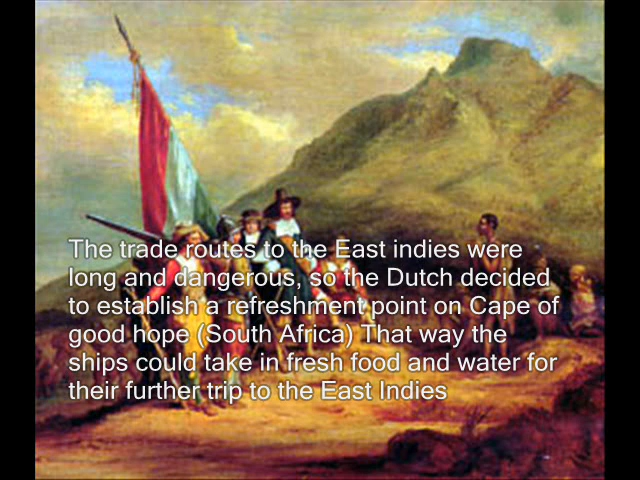 The trade routes to the East indies were
long and dangerous, so the Dutch decided
to establish a refreshment point on Cape of
good hope (South Africa) That way the
ships could take in fresh food and water for
their further trip to the East Indies